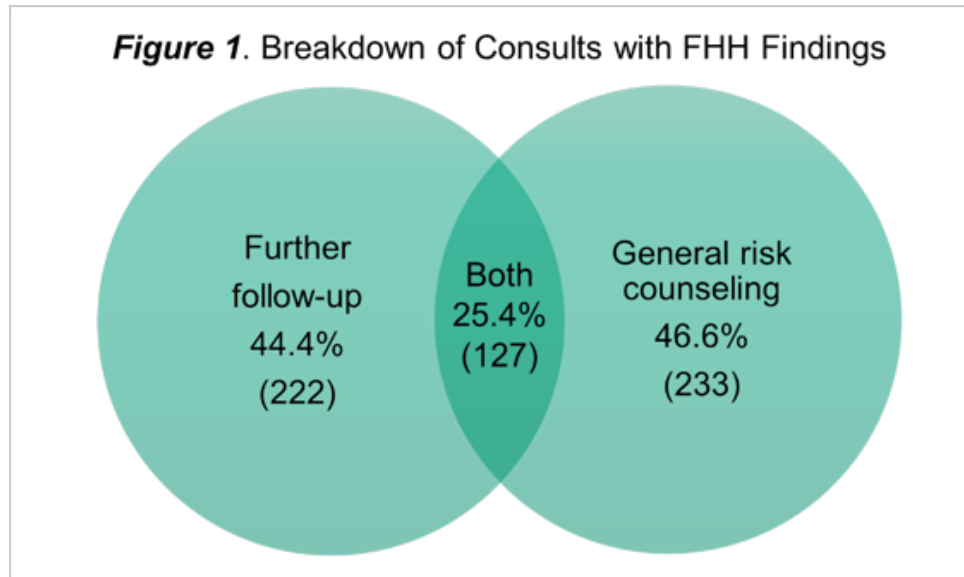 Figure 1. Breakdown of Consults with FHH Findings
Further
follow-up
44.4%
(222)
Both
25.4%
(127)
General risk
counseling
46.6%
(233)